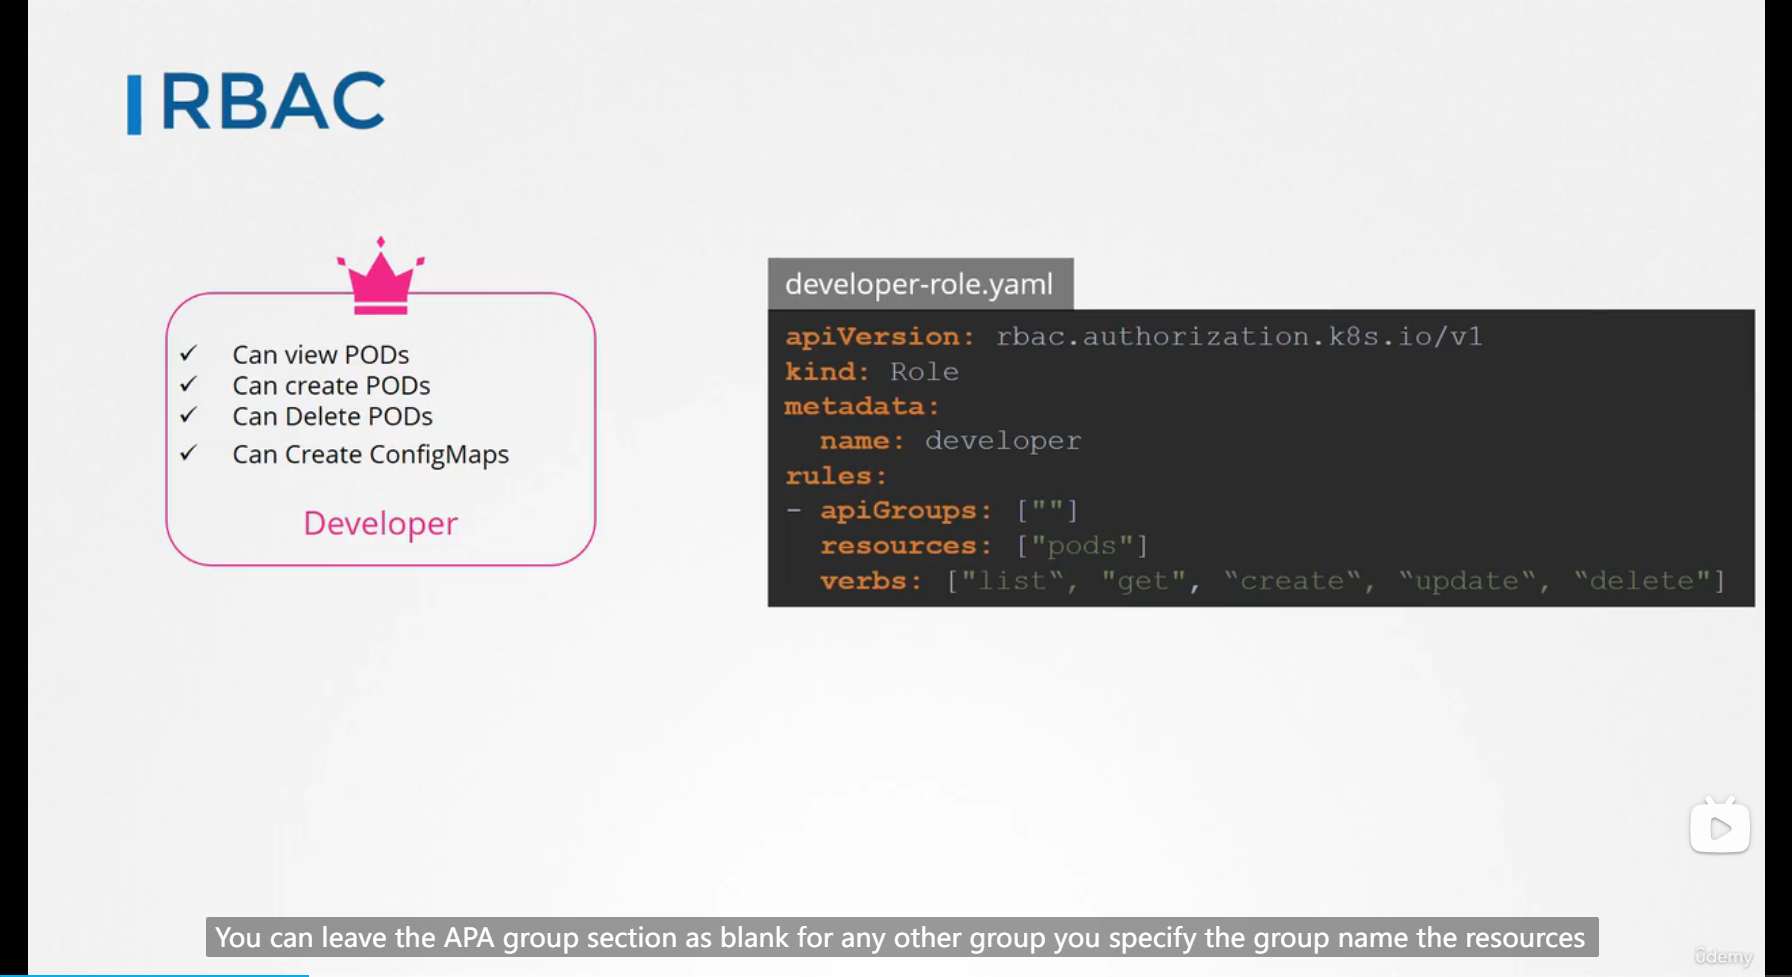 RBAC
✓ Can view PODs
✓ Can create PODs
✓ Can Delete PODs
✓ Can Create ConfigMaps
Developer
developer-role.yaml
apiVersion: rbac.authorization.k8s.io/v1
kind: Role
metadata:
  name: developer
rules:
- apiGroups: [""]
  resources: ["pods"]
  verbs: ["list“, "get", “create“, “update“, “delete"]
You can leave the APA group section as blank for any other group you specify the group name the resources
ûdemy